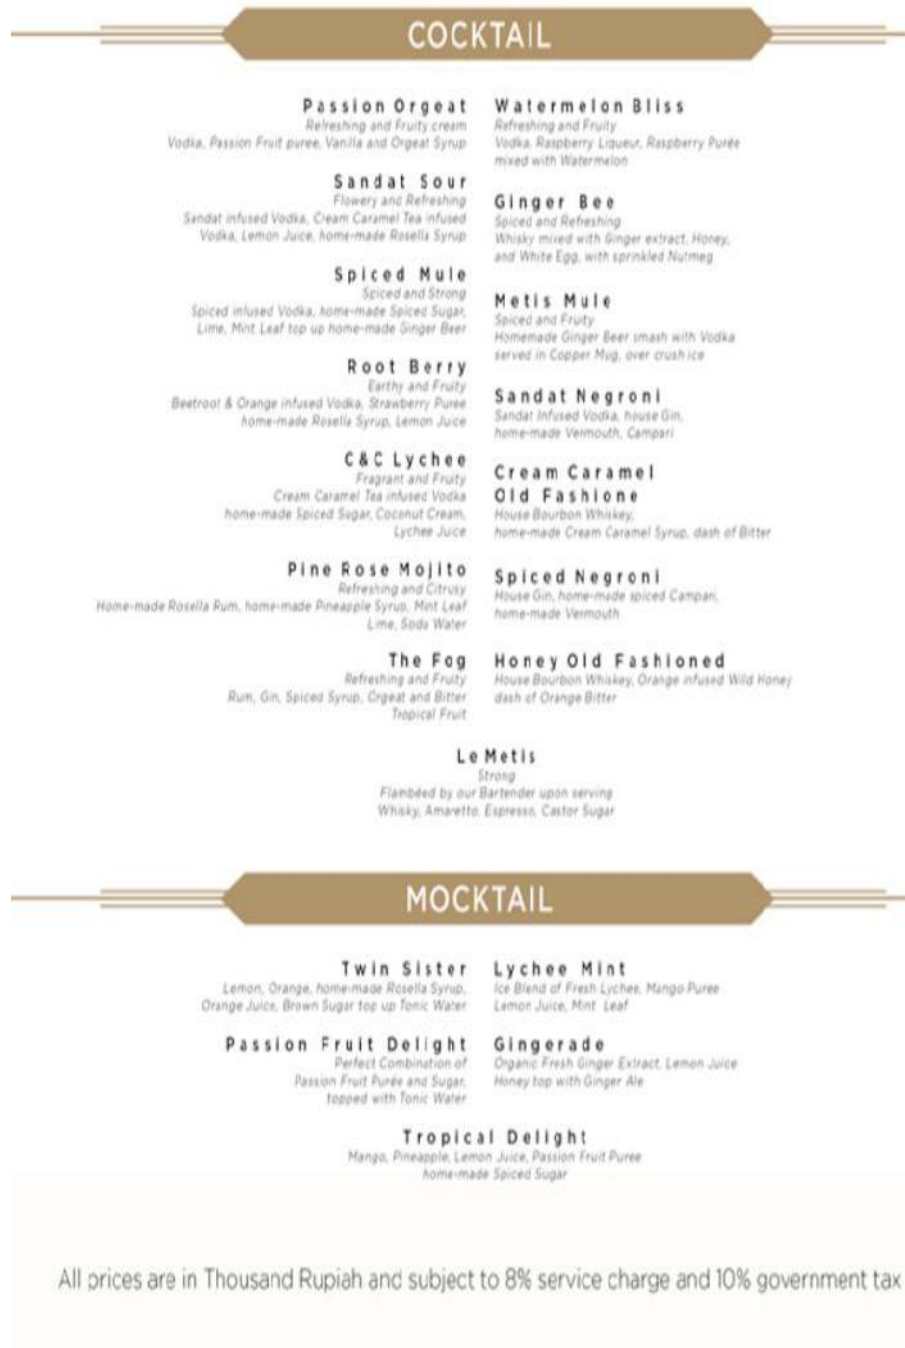 COCKTAIL
Passion Orgeat
Refreshing and Fruity cream
Vodka, Passion Fruit puree, Vanilla and Orgeat Syrup
Sandat Sour
Flowery and Refreshing
Sandat infused Vodka, Cream Caramel Tea infused
Vodka, Lemon Juice, home-made Rosella Syrup
Spiced Mule
Spiced and Strong
Spiced infused Vodka, home-made Spiced Sugar,
Lime, Mint Leaf top up home-made Ginger Beer
Root Berry
Earthy and Fruity
Beetroot & Orange infused Vodka, Strawberry Puree
home-made Rosella Syrup, Lemon Juice
C&C Lychee
Fragrant and Fruity
Cream Caramel Tea infused Vodka
home-made Spiced Sugar, Coconut Cream,
Lychee Juice
Pine Rose Mojito
Refreshing and Citrusy
Home-made Rosella Rum, home-made Pineapple Syrup, Mint Leaf
Lime, Soda Water
The Fog
Refreshing and Fruity
Rum, Gin, Spiced Syrup, Orgeat and Bitter
Tropical Fruit
Watermelon Bliss
Refreshing and Fruity
Vodka, Raspberry Liqueur, Raspberry Purée
mixed with Watermelon
Ginger Bee
Spiced and Refreshing
Whisky mixed with Ginger extract, Honey,
and White Egg, with sprinkled Nutmeg
Metis Mule
Spiced and Fruity
Homemade Ginger Beer smash with Vodka
served in Copper Mug, over crush ice
Sandat Negroni
Sandat Infused Vodka, house Gin,
home-made Vermouth, Campari
Cream Caramel
Old Fashione
House Bourbon Whiskey,
home-made Cream Caramel Syrup, dash of Bitter
Spiced Negroni
House Gin, home-made spiced Campari,
home-made Vermouth
Honey Old Fashioned
House Bourbon Whiskey, Orange infused Wild Honey
dash of Orange Bitter
Le Metis
Strong
Flambéed by our Bartender upon serving
Whisky, Amaretto, Espresso, Castor Sugar
MOCKTAIL
Twin Sister
Lemon, Orange, home-made Rosella Syrup,
Orange Juice, Brown Sugar top up Tonic Water
Passion Fruit Delight
Perfect Combination of
Passion Fruit Purée and Sugar,
topped with Tonic Water
Lychee Mint
Ice Blend of Fresh Lychee, Mango Puree
Lemon Juice, Mint Leaf
Gingerade
Organic Fresh Ginger Extract, Lemon Juice
Honey top with Ginger Ale
Tropical Delight
Mango, Pineapple, Lemon Juice, Passion Fruit Puree
home-made Spiced Sugar
All prices are in Thousand Rupiah and subject to 8% service charge and 10% government tax